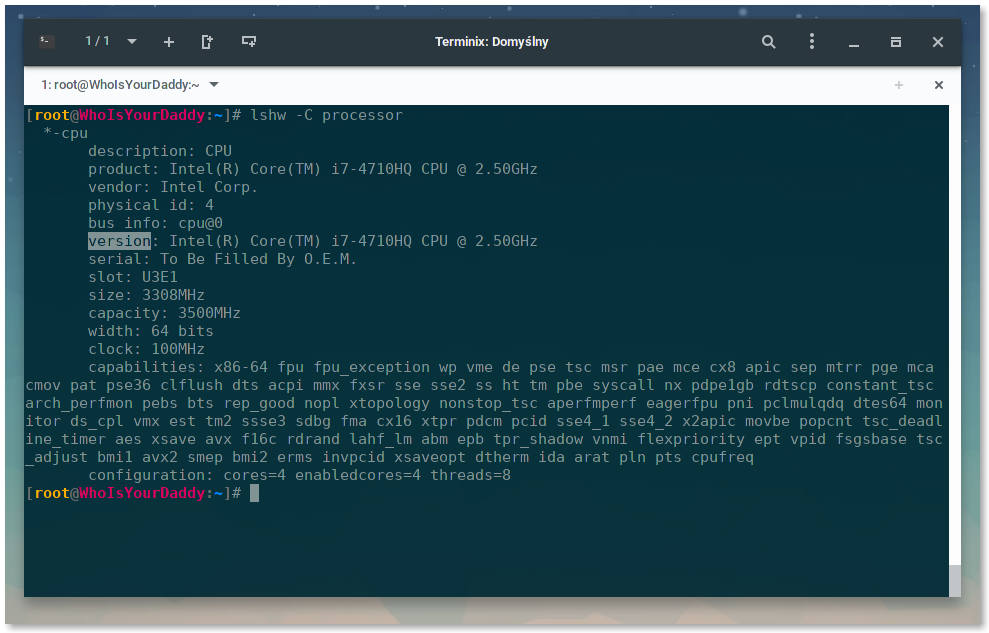 1 / 1
Terminix: Domyślny
1: root@WhoIsYourDaddy:~
[root@WhoIsYourDaddy:~]# lshw -C processor
*-cpu
description: CPU
product: Intel(R) Core(TM) i7-4710HQ CPU @ 2.50GHz
vendor: Intel Corp.
physical id: 4
bus info: cpu@0
version: Intel(R) Core(TM) i7-4710HQ CPU @ 2.50GHz
serial: To Be Filled By O.E.M.
slot: U3E1
size: 3308MHz
capacity: 3500MHz
width: 64 bits
clock: 100MHz
capabilities: x86-64 fpu fpu_exception wp vme de pse tsc msr pae mce cx8 apic sep mtrr pge mca
cmov pat pse36 clflush dts acpi mmx fxsr sse sse2 ss ht tm pbe syscall nx pdpe1gb rdtscp constant_tsc
arch_perfmon pebs bts rep_good nopl xtopology nonstop_tsc aperfmperf eagerfpu pni pclmulqdq dtes64 mon
itor ds_cpl vmx est tm2 ssse3 sdbg fma cx16 xtpr pdcm pcid sse4_1 sse4_2 x2apic movbe popcnt tsc_deadl
ine_timer aes xsave avx f16c rdrand lahf_lm abm epb tpr_shadow vnmi flexpriority ept vpid fsgsbase tsc
_adjust bmi1 avx2 smep bmi2 erms invpcid xsaveopt dtherm ida arat pln pts cpufreq
configuration: cores=4 enabledcores=4 threads=8
[root@WhoIsYourDaddy:~]#